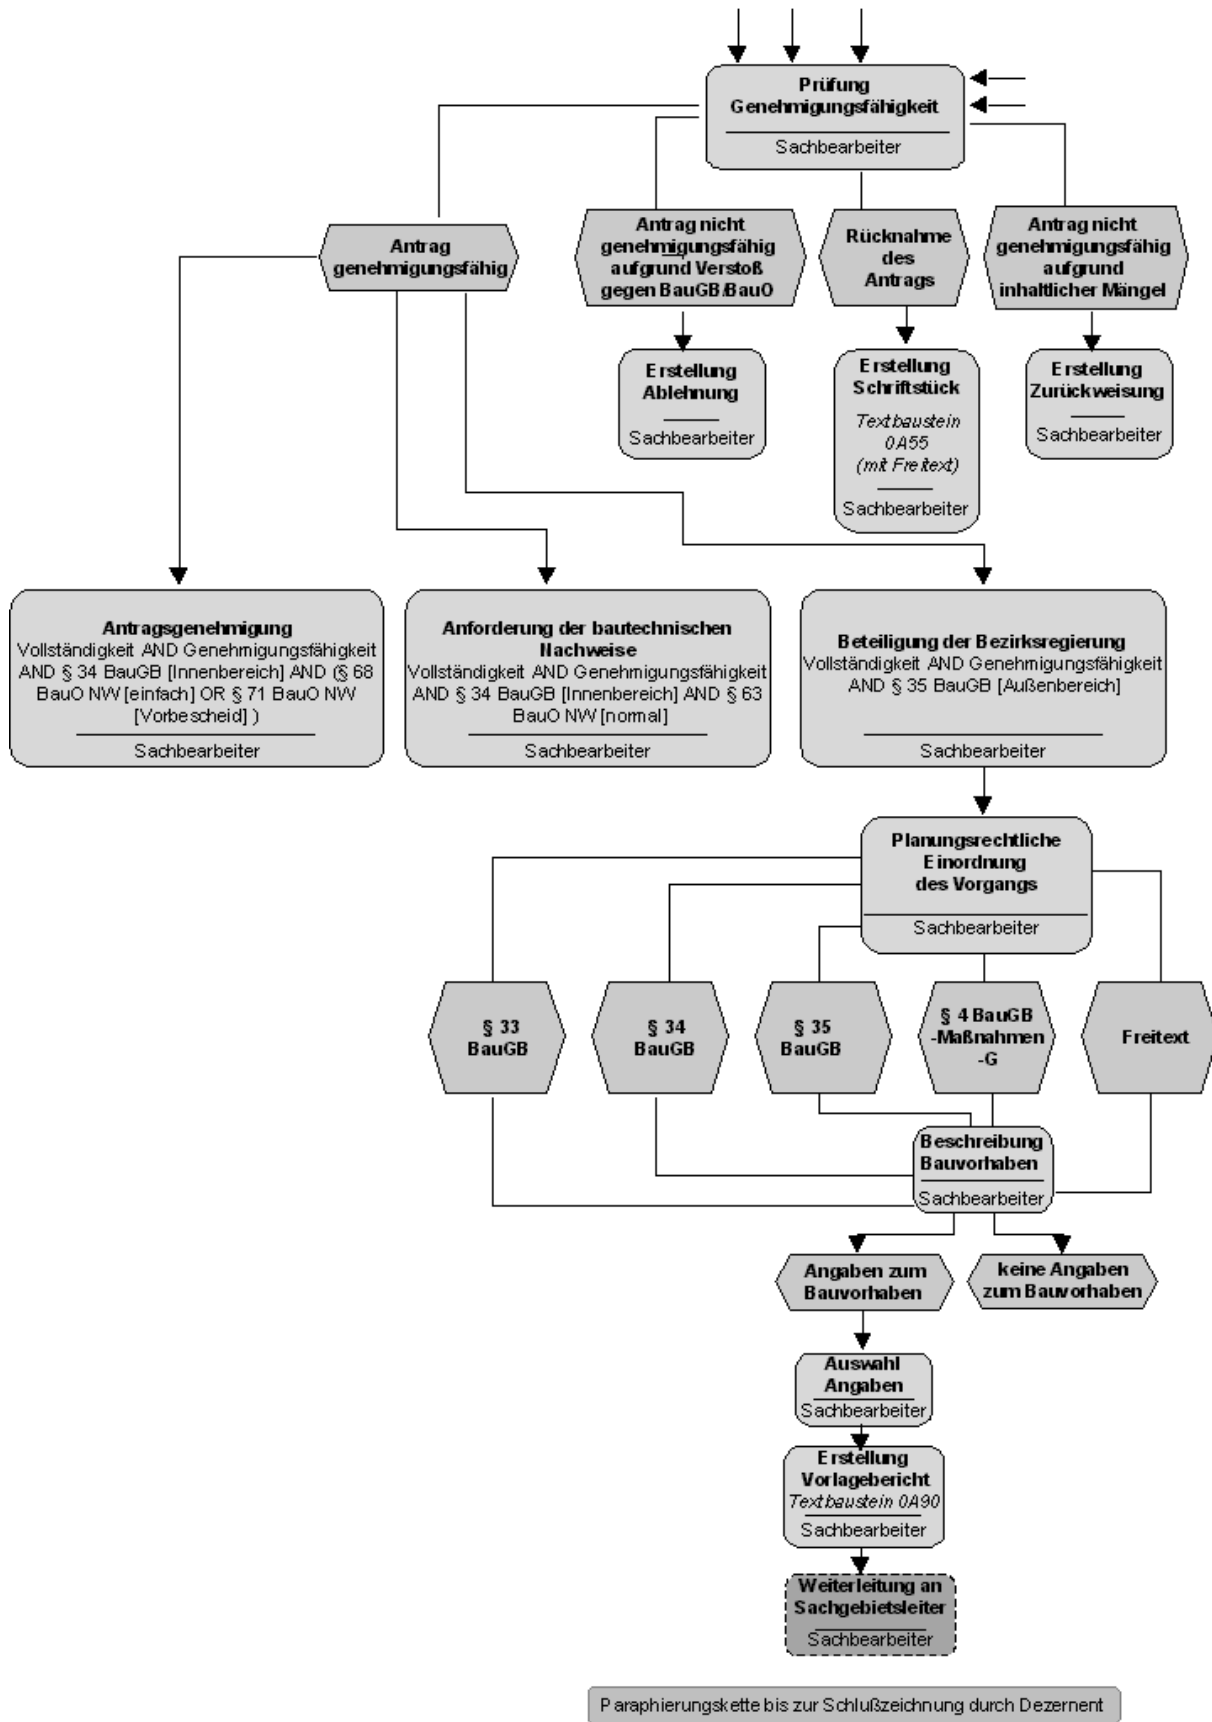 Prüfung
Genehmigungsfähigkeit
Sachbearbeiter
Antrag
genehmigungsfähig
Antrag nicht
genehmigungsfähig
aufgrund Verstoß
gegen BauGB/BauO
Rücknahme
des
Antrags
Antrag nicht
genehmigungsfähig
aufgrund
inhaltlicher Mängel
Erstellung
Ablehnung
Sachbearbeiter
Erstellung
Schriftstück
Textbaustein
0A55
(mit Freitext)
Sachbearbeiter
Erstellung
Zurückweisung
Sachbearbeiter
Antragsgenehmigung
Vollständigkeit AND Genehmigungsfähigkeit
AND § 34 BauGB [Innenbereich] AND (§ 68
BauO NW [einfach] OR § 71 BauO NW
[Vorbescheid] )
Sachbearbeiter
Anforderung der bautechnischen
Nachweise
Vollständigkeit AND Genehmigungsfähigkeit
AND § 34 BauGB [Innenbereich] AND § 63
BauO NW [normal]
Sachbearbeiter
Beteiligung der Bezirksregierung
Vollständigkeit AND Genehmigungsfähigkeit
AND § 35 BauGB [Außenbereich]
Sachbearbeiter
Planungsrechtliche
Einordnung
des Vorgangs
Sachbearbeiter
§ 33
BauGB
§ 34
BauGB
§ 35
BauGB
§ 4 BauGB
-Maßnahmen
-G
Freitext
Beschreibung
Bauvorhaben
Sachbearbeiter
Angaben zum
Bauvorhaben
keine Angaben
zum Bauvorhaben
Auswahl
Angaben
Sachbearbeiter
Erstellung
Vorlagebericht
Textbaustein 0A90
Sachbearbeiter
Weiterleitung an
Sachgebietsleiter
Sachbearbeiter
Paraphierungskette bis zur Schlußzeichnung durch Dezernent